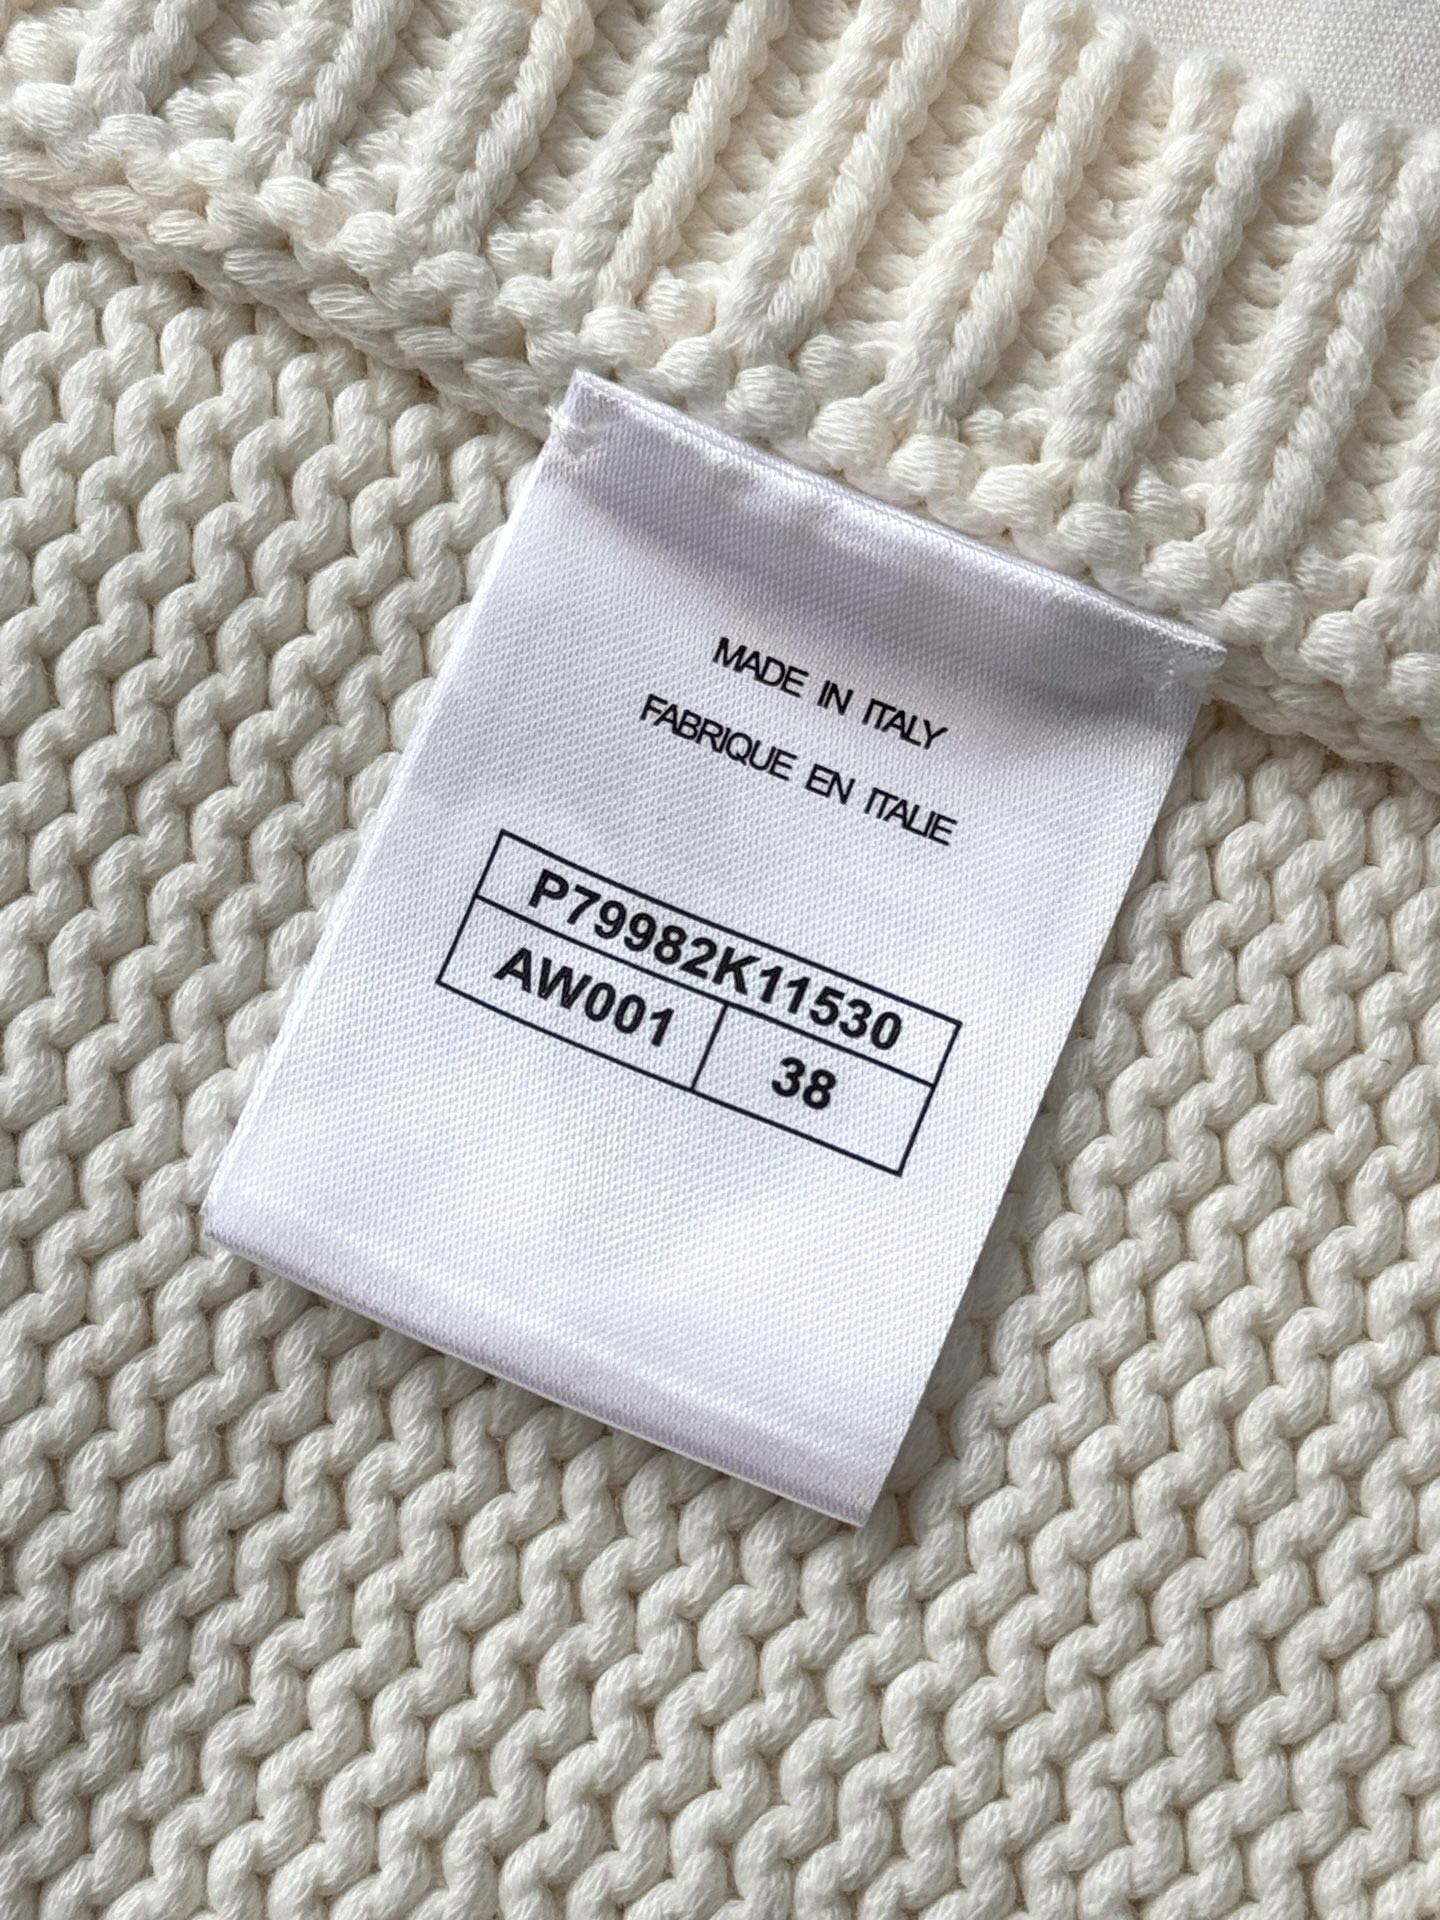 MADE IN ITALY
FABRIQUE EN ITALIE
P79982K11530
AW001 38